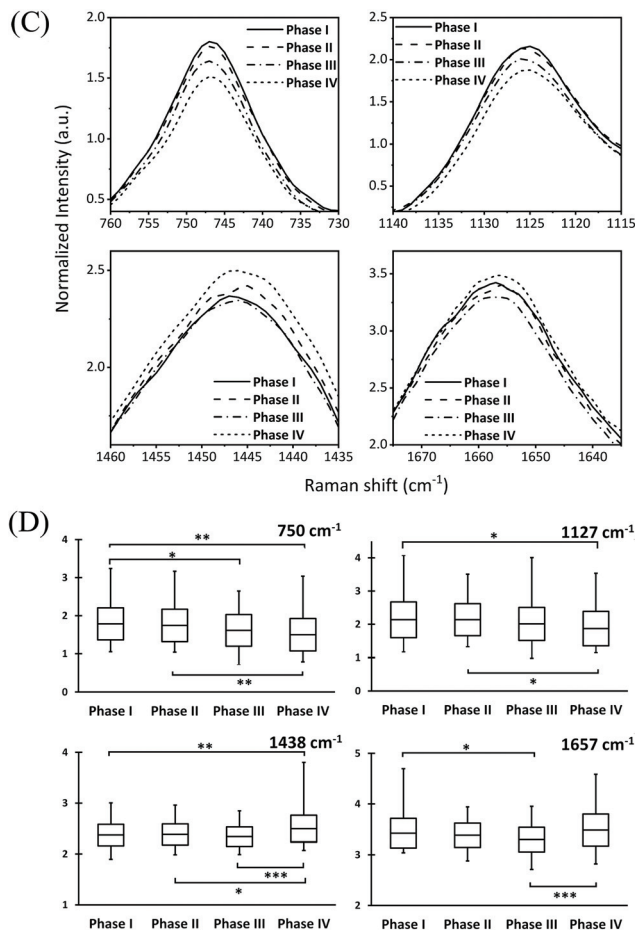 (C)
Normalized Intensity (a.u.)
2.0
1.5
1.0
0.5
760 755 750 745 740 735 730
Phase I
Phase II
Phase III
Phase IV
2.5
2.0
1.5
1.0
0.5
1140 1135 1130 1125 1120 1115
Phase I
Phase II
Phase III
Phase IV
2.5
2.0
1460 1455 1450 1445 1440 1435
Phase I
Phase II
Phase III
Phase IV
3.5
3.0
2.5
2.0
1670 1660 1650 1640
Phase I
Phase II
Phase III
Phase IV
Raman shift (cm-1)
(D)
750 cm-1
**
*
**
4
3
2
1
0
Phase I Phase II Phase III Phase IV
1127 cm-1
*
*
4
3
2
1
0
Phase I Phase II Phase III Phase IV
1438 cm-1
**
***
*
4
3
2
1
Phase I Phase II Phase III Phase IV
1657 cm-1
*
***
5
4
3
2
Phase I Phase II Phase III Phase IV